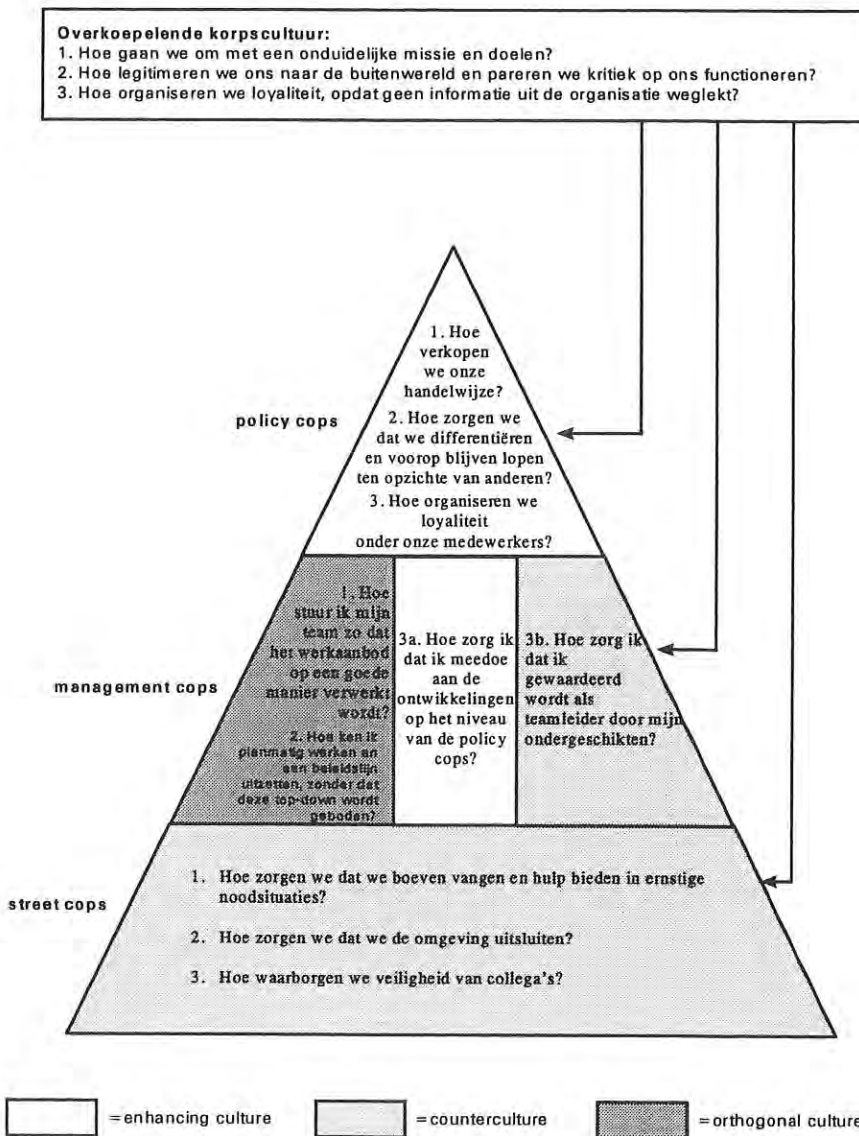 Overkoepelende korpscultuur:
1. Hoe gaan we om met een onduidelijke missie en doelen?
2. Hoe legitimeren we ons naar de buitenwereld en pareren we kritiek op ons functioneren?
3. Hoe organiseren we loyaliteit, opdat geen informatie uit de organisatie weglekt?
policy cops
1. Hoe
verkopen
we onze
handelwijze?
2. Hoe zorgen we
dat we differentiëren
en voorop blijven lopen
ten opzichte van anderen?
3. Hoe organiseren we
loyaliteit
onder onze medewerkers?
management cops
1. Hoe
stuur ik mijn
team zo dat
het werkaanbod
op een goede
manier verwerkt
wordt?
2. Hoe kan ik
planmatig werken en
een beleidslijn
uitzetten, zonder dat
deze top-down wordt
geboden?
3a. Hoe zorg ik
dat ik meedoe
aan de
ontwikkelingen
op het niveau
van de policy
cops?
3b. Hoe zorg ik
dat ik
gewaardeerd
wordt als
teamleider door mijn
ondergeschikten?
street cops
1. Hoe zorgen we dat we boeven vangen en hulp bieden in ernstige
noodsituaties?
2. Hoe zorgen we dat we de omgeving uitsluiten?
3. Hoe waarborgen we veiligheid van collega's?
=enhancing culture
=counterculture
=orthogonal culture